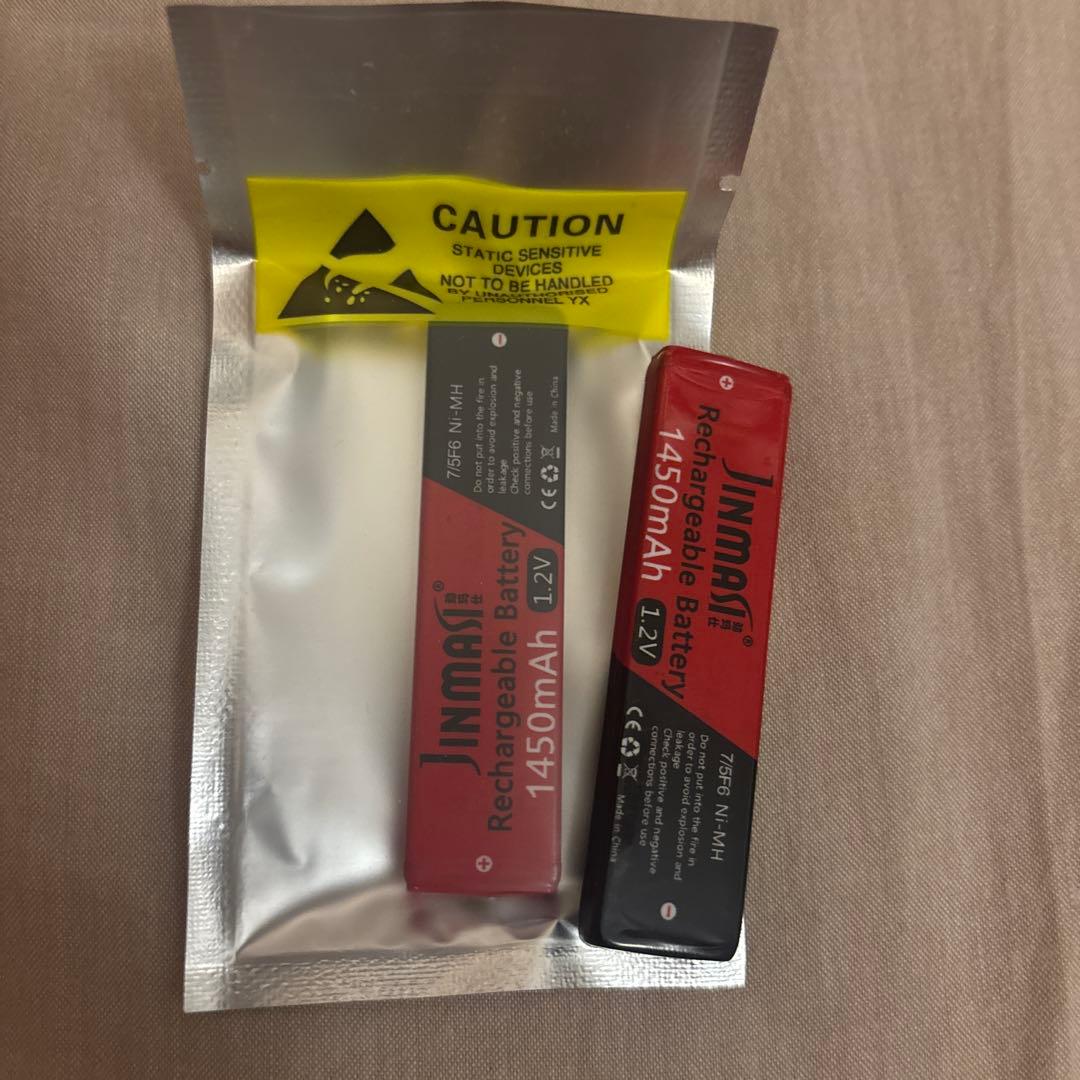 CAUTION
STATIC SENSITIVE
DEVICES
NOT TO BE HANDLED
BY UNAUTHORISED
PERSONNEL YX
7/5F6 Ni-MH
Do not put into the fire in
order to avoid explosion and
leakage
Check positive and negative
connections before use
CE
Made in China
JINMASI®
Rechargeable Battery
1450mAh 1.2V
JINMASI®
Rechargeable Battery
1450mAh 1.2V
7/5F6 Ni-MH
Do not put into the fire in
order to avoid explosion and
leakage
Check positive and negative
connections before use
CE
Made in China